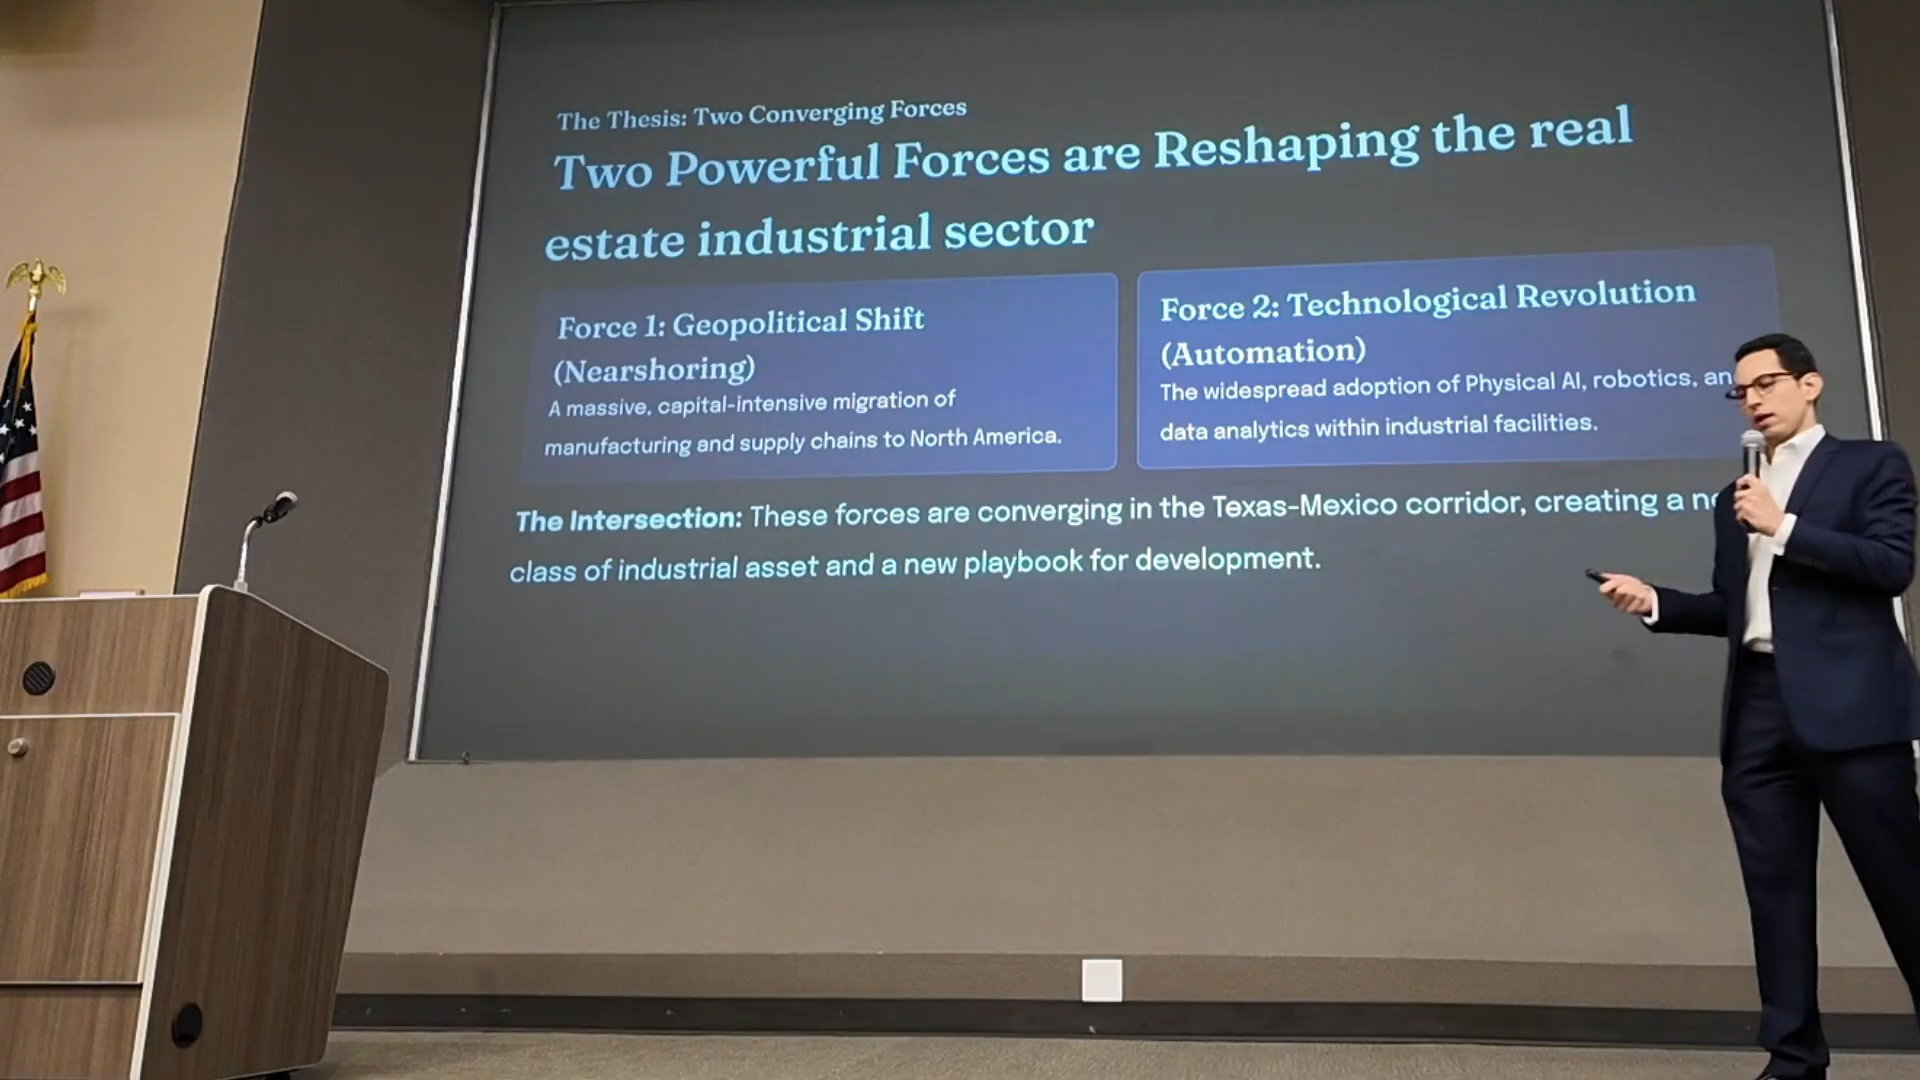 The Thesis: Two Converging Forces
Two Powerful Forces are Reshaping the real
estate industrial sector
Force 1: Geopolitical Shift
(Nearshoring)
A massive, capital-intensive migration of
manufacturing and supply chains to North America.
Force 2: Technological Revolution
(Automation)
The widespread adoption of Physical AI, robotics, an
data analytics within industrial facilities.
The Intersection: These forces are converging in the Texas-Mexico corridor, creating a
class of industrial asset and a new playbook for development.